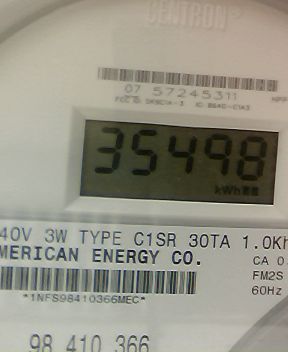 CENTRON®
07 57245311
35498
kWh
40V 3W TYPE C1SR 30TA 1.0Kh
MERICAN ENERGY CO.
CA 0.
FM2S
60Hz
*1NFS98410366MEC*
98 410 366